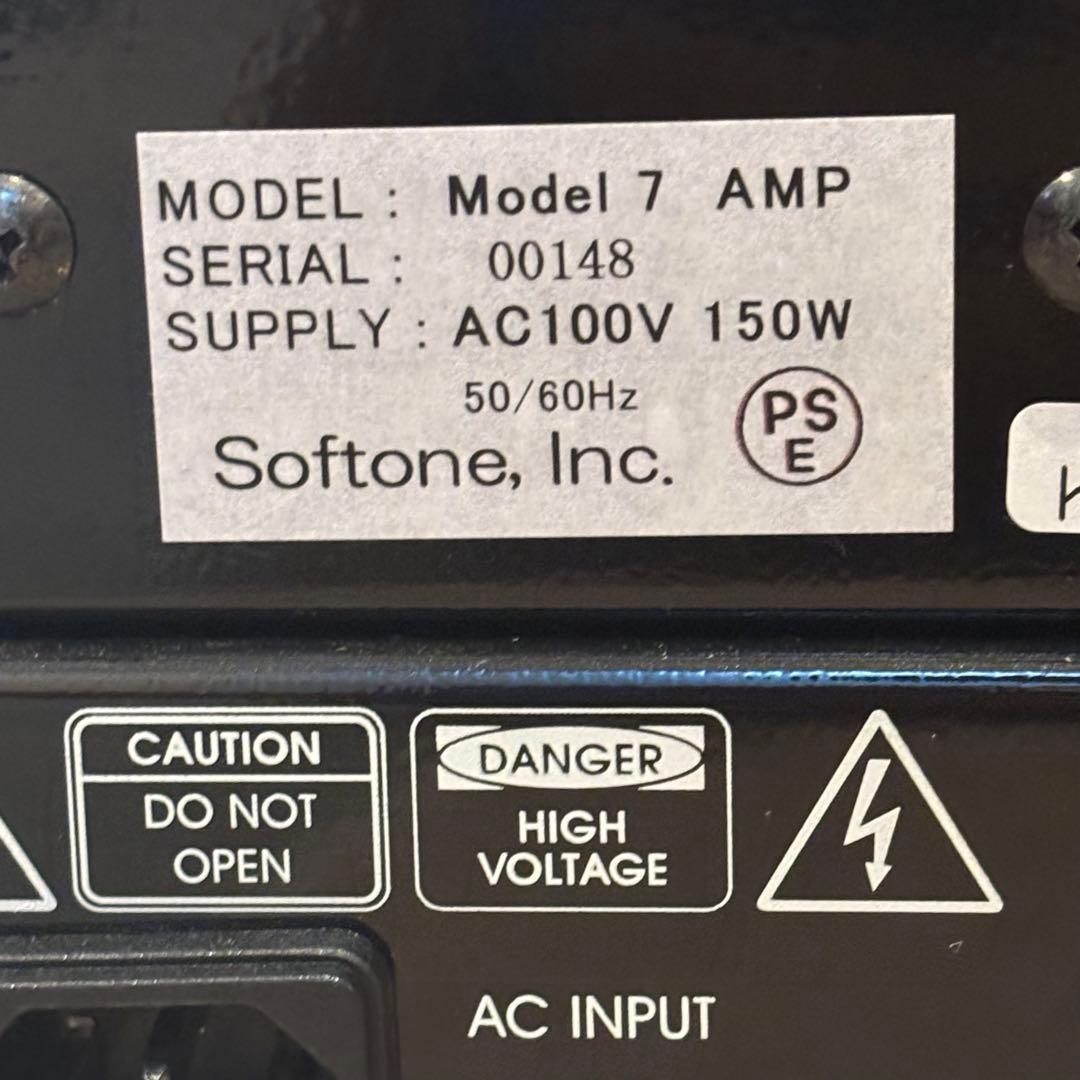 MODEL : Model 7 AMP
SERIAL : 00148
SUPPLY : AC100V 150W
50/60Hz
PS
E
Softone, Inc.
CAUTION
DO NOT
OPEN
DANGER
HIGH
VOLTAGE
AC INPUT